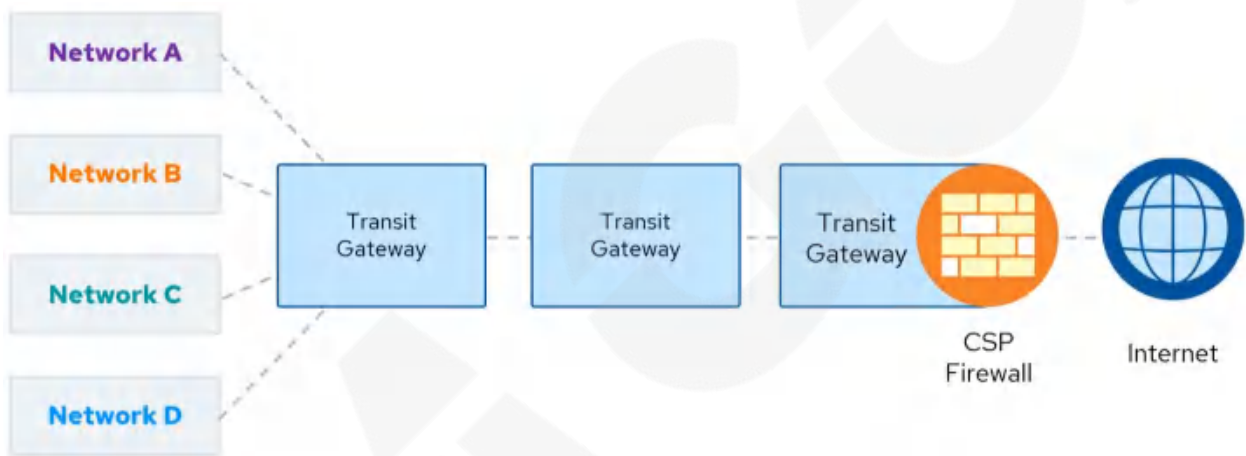 Network A
Network B
Network C
Network D
Transit
Gateway
Transit
Gateway
Transit
Gateway
CSP
Firewall
Internet